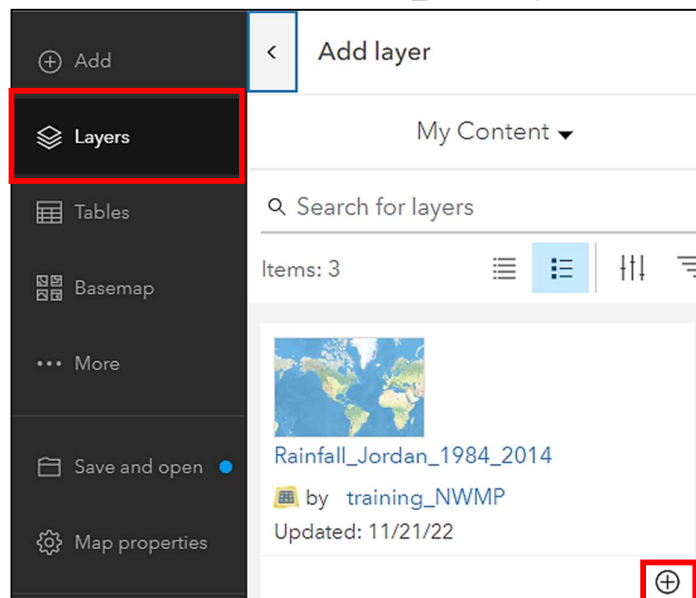 Add
Layers
Tables
Basemap
More
Save and open
Map properties
Add layer
My Content
Search for layers
Items: 3
Rainfall_Jordan_1984_2014
by training_NWMP
Updated: 11/21/22